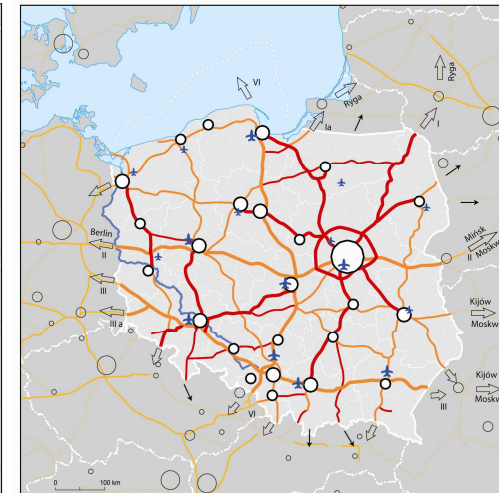 VI
Ryga
Ryga
Ia
I
Berlin
II
Mińsk
II
Moskw
III
III a
Kijów
Moskwa
Kijów
Moskwa
VI
III
0
100 km